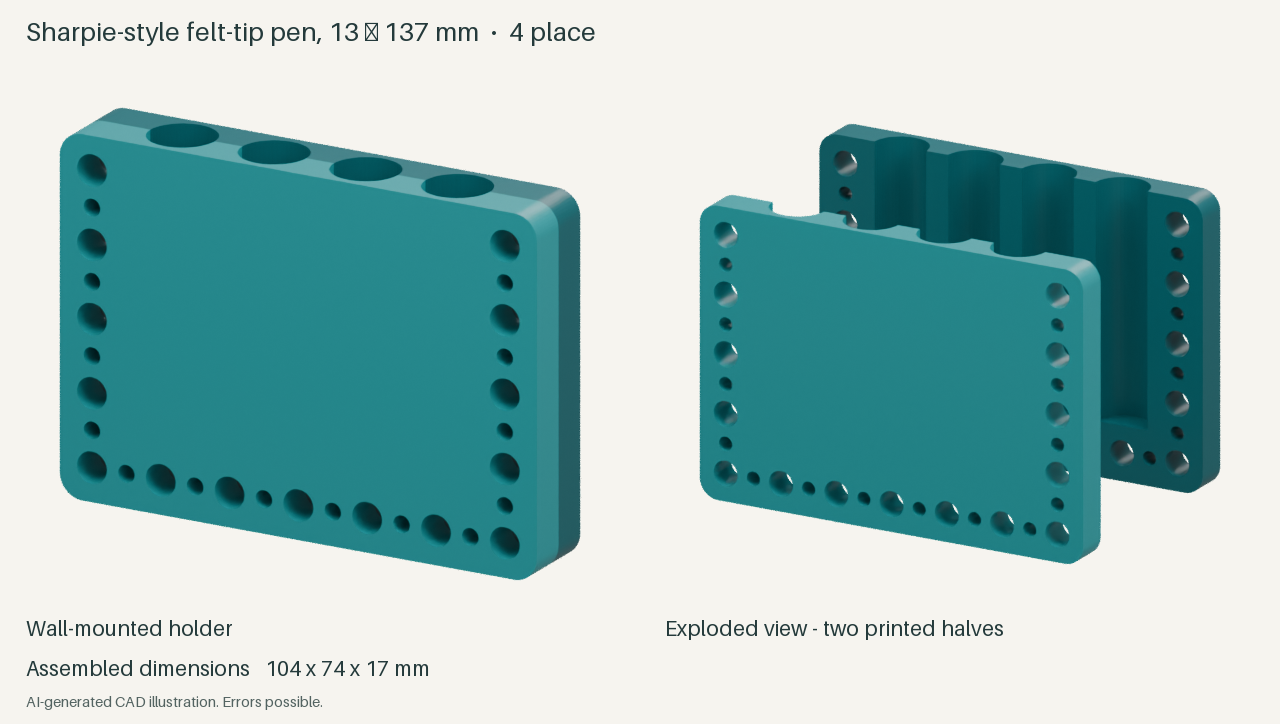 Sharpie-style felt-tip pen, 13 ☒ 137 mm · 4 place
Wall-mounted holder
Exploded view - two printed halves
Assembled dimensions 104 x 74 x 17 mm
AI-generated CAD illustration. Errors possible.